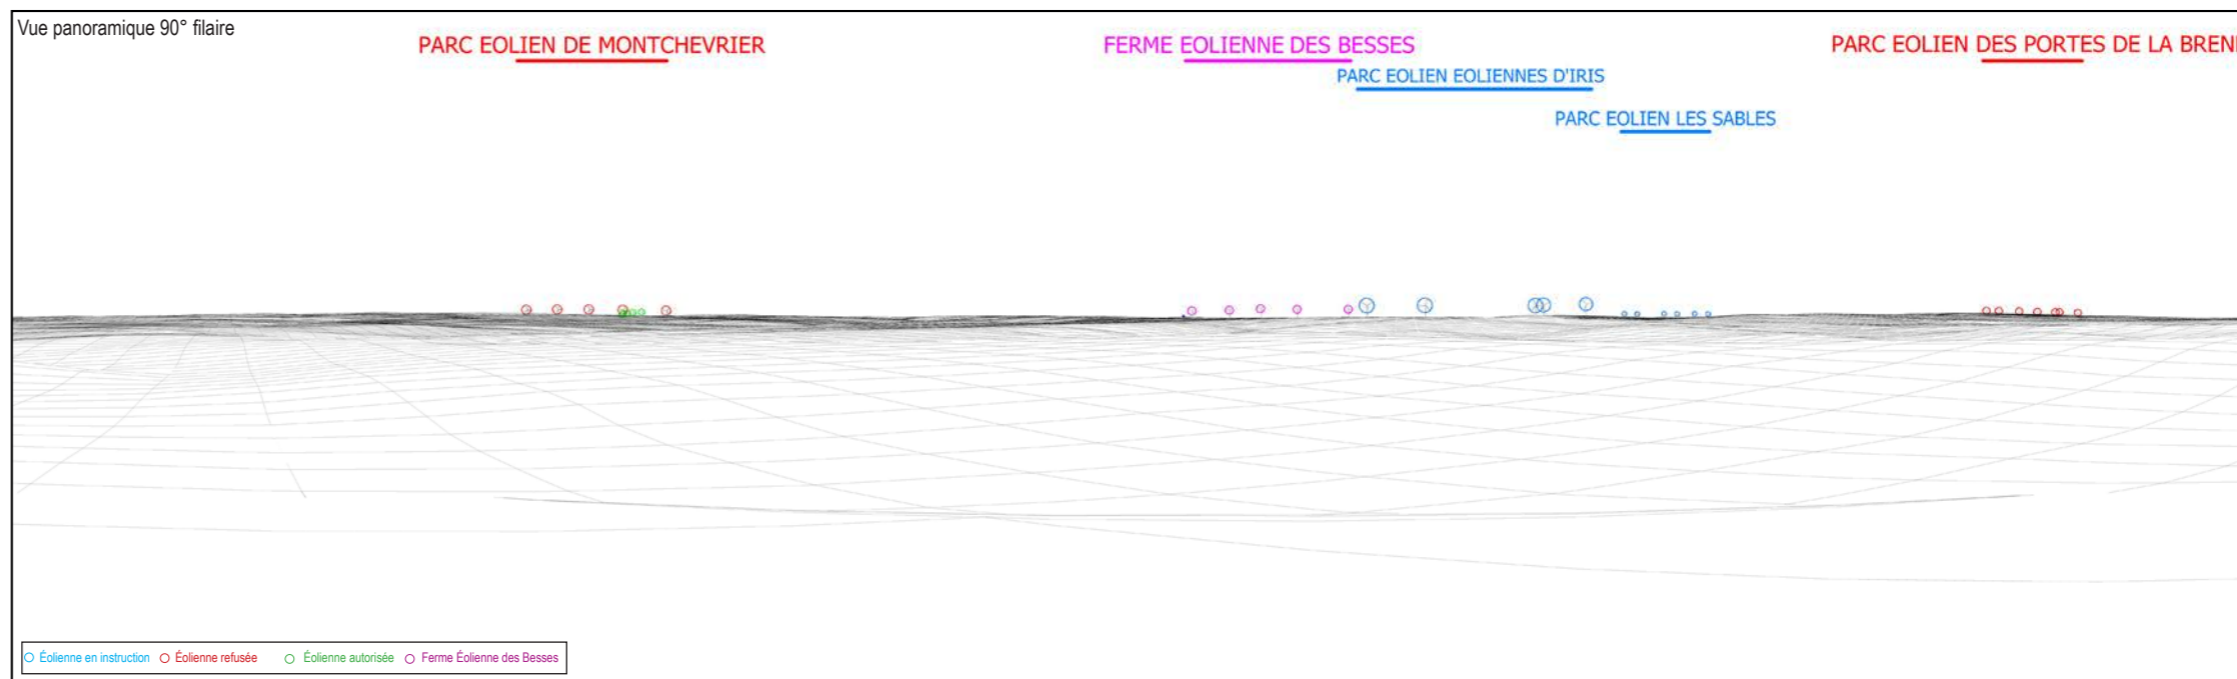 Vue panoramique 90° filaire
PARC EOLIEN DE MONTCHEVRIER
FERME EOLIENNE DES BESSES
PARC EOLIEN DES PORTES DE LA BREN
PARC EOLIEN EOLIENNES D'IRIS
PARC EOLIEN LES SABLES
Éolienne en instruction Éolienne refusée Éolienne autorisée Ferme Éolienne des Besses